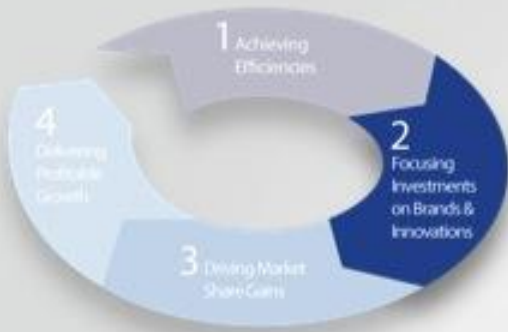 1 Achieving
Efficiencies
2
Focusing
Investments
on Brands &
Innovations
3 Driving Market
Share Gains
4
Delivering
Profitable
Growth